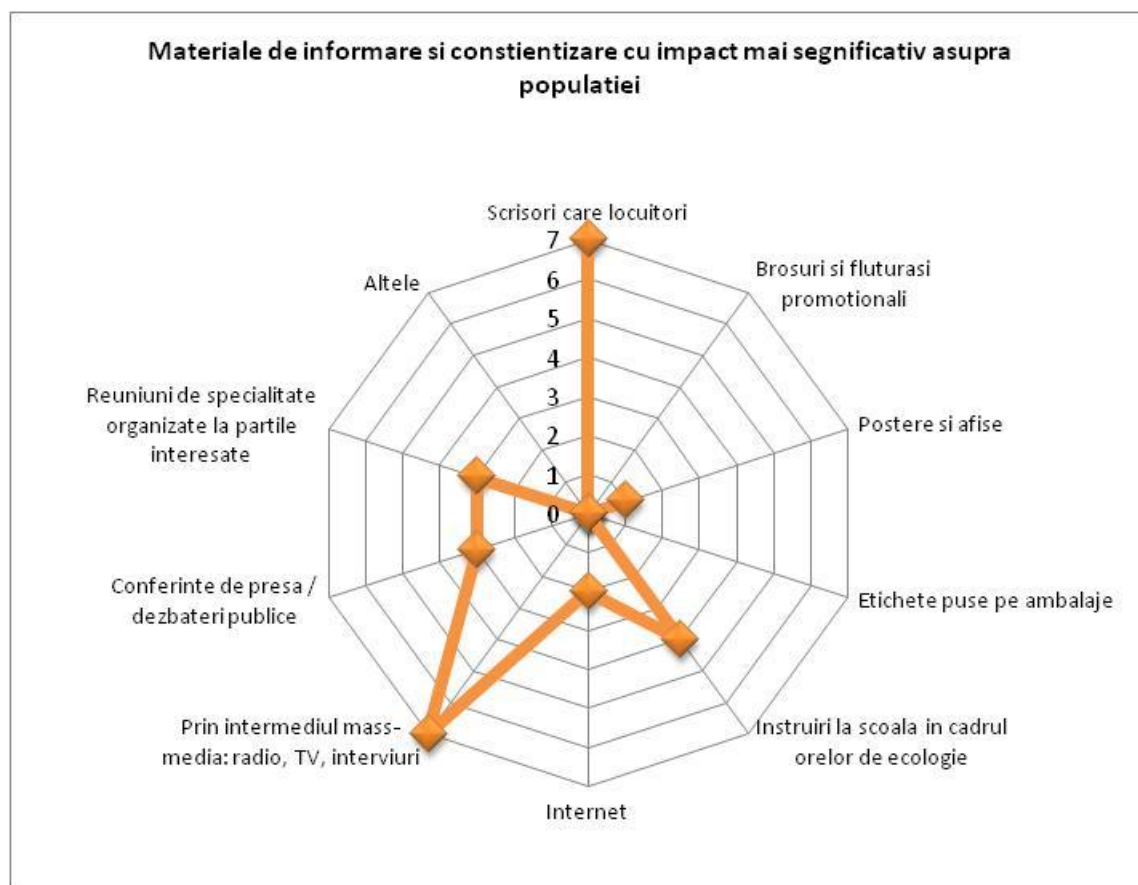 Materiale de informare si constientizare cu impact mai segnificativ asupra
populatiei
Scrisori care locuitori
Brosuri si fluturasi
promotionali
Postere si afise
Etichete puse pe ambalaje
Instruiri la scoala in cadrul
orelor de ecologie
Internet
Prin intermediul mass-
media: radio, TV, interviuri
Conferinte de presa /
dezbateri publice
Reuniuni de specialitate
organizate la partile
interesate
Altele
7
6
5
4
3
2
1
0